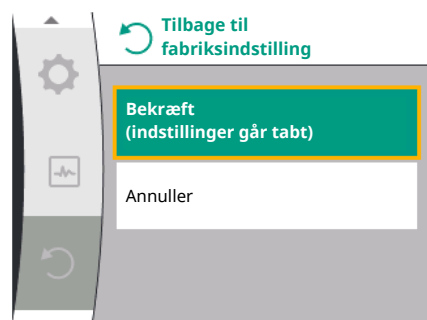 Tilbage til
fabriksindstilling
Bekræft
(indstillinger går tabt)
Annuller